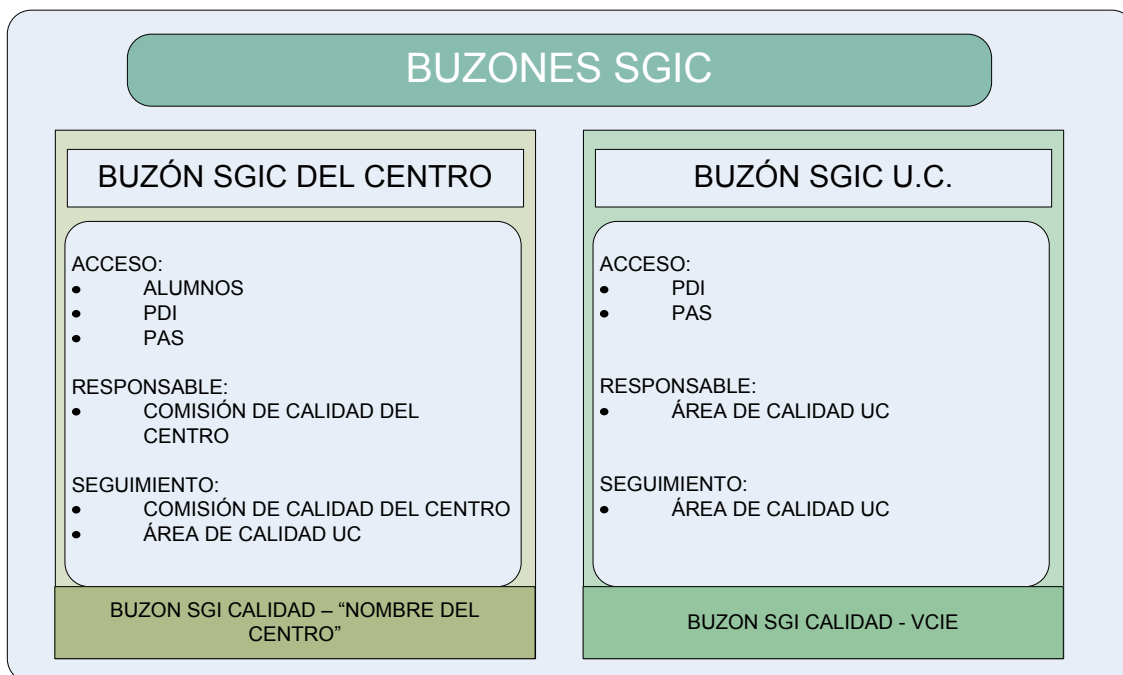 BUZONES SGIC
BUZÓN SGIC DEL CENTRO
ACCESO:
• ALUMNOS
• PDI
• PAS
RESPONSABLE:
• COMISIÓN DE CALIDAD DEL
CENTRO
SEGUIMIENTO:
• COMISIÓN DE CALIDAD DEL CENTRO
• ÁREA DE CALIDAD UC
BUZON SGI CALIDAD – “NOMBRE DEL
CENTRO”
BUZÓN SGIC U.C.
ACCESO:
• PDI
• PAS
RESPONSABLE:
• ÁREA DE CALIDAD UC
SEGUIMIENTO:
• ÁREA DE CALIDAD UC
BUZON SGI CALIDAD - VCIE